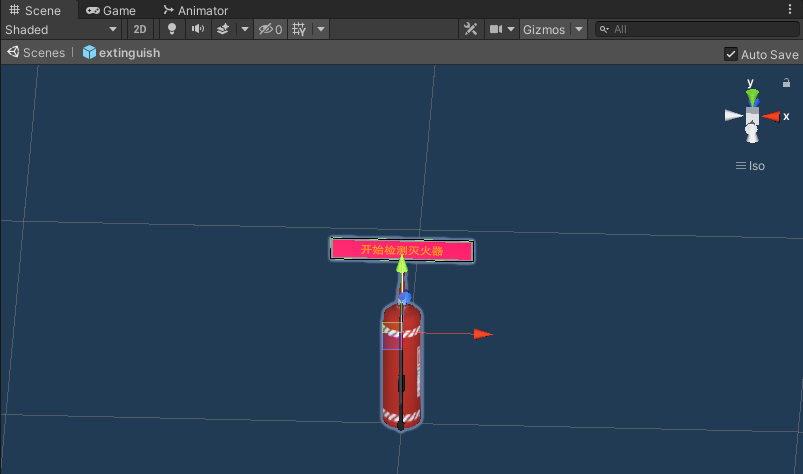 Scene Game Animator
Shaded 2D 0 Gizmos All
Scenes extinguish Auto Save
y
x
Iso
开始检测灭火器